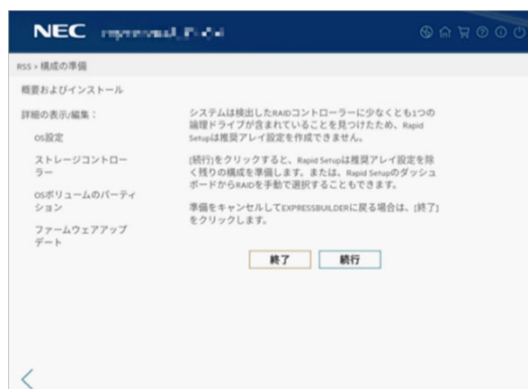 NEC
RSS › 構成の準備
概要およびインストール
詳細の表示/編集：
OS設定
ストレージコントロー
ラー
OSボリュームのパーティ
ション
ファームウェアアップ
デート
システムは検出したRAIDコントローラーに少なくとも1つの
論理ドライブが含まれていることを見つけたため、Rapid
Setupは推奨アレイ設定を作成できません。
[続行]をクリックすると、Rapid Setupは推奨アレイ設定を除
く残りの構成を準備します。または、Rapid Setupのダッシュ
ボードからRAIDを手動で選択することもできます。
準備をキャンセルしてEXPRESSBUILDERに戻る場合は、[終了]
をクリックします。
終了
続行